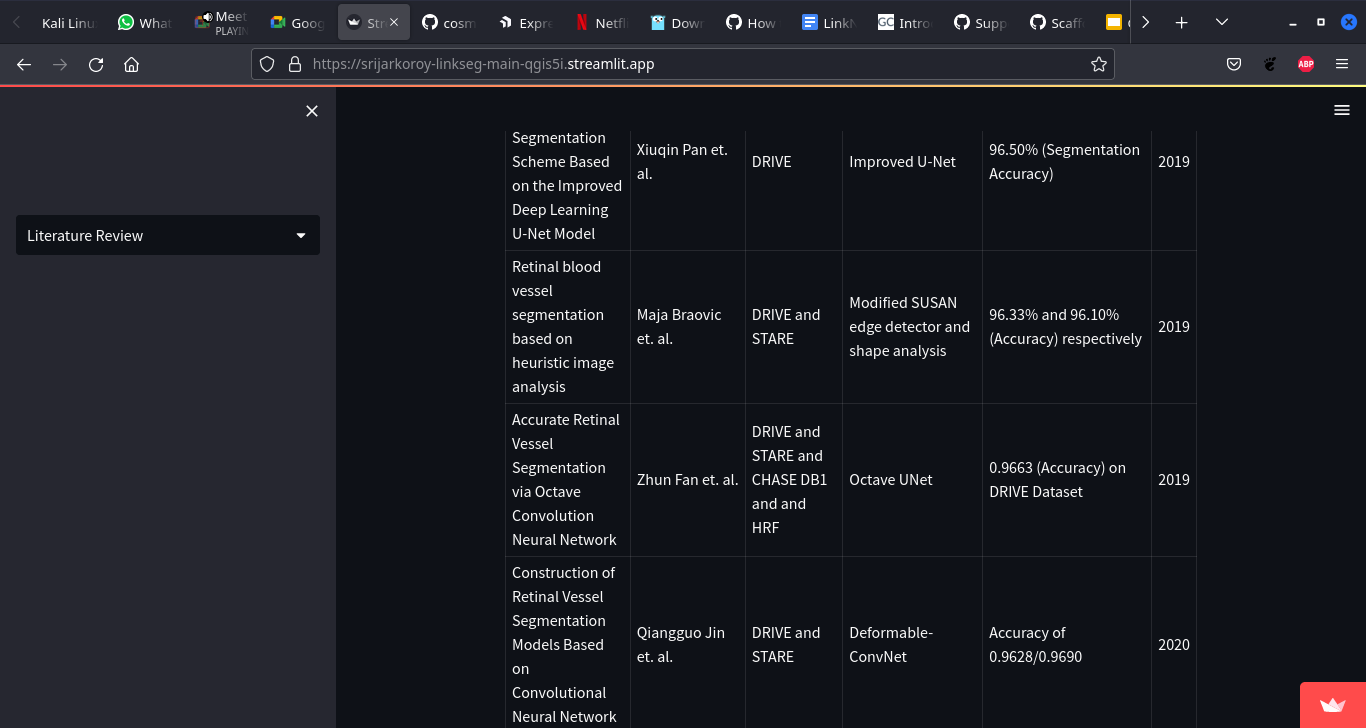 Kali Linu
What
Meet
PLAYIN
Goog
Str
cosm
Expre
Netfl
Dow
How
LinkN
GC
Intro
Supp
Scaff
https://srijarkoroy-linkseg-main-qgis5i.streamlit.app
ABP
Literature Review
Segmentation
Scheme Based
on the Improved
Deep Learning
U-Net Model
Xiuqin Pan et.
al.
DRIVE
Improved U-Net
96.50% (Segmentation
Accuracy)
2019
Retinal blood
vessel
segmentation
based on
heuristic image
analysis
Maja Braovic
et. al.
DRIVE and
STARE
Modified SUSAN
edge detector and
shape analysis
96.33% and 96.10%
(Accuracy) respectively
2019
Accurate Retinal
Vessel
Segmentation
via Octave
Convolution
Neural Network
Zhun Fan et. al.
DRIVE and
STARE and
CHASE DB1
and and
HRF
Octave UNet
0.9663 (Accuracy) on
DRIVE Dataset
2019
Construction of
Retinal Vessel
Segmentation
Models Based
on
Convolutional
Neural Network
Qiangguo Jin
et. al.
DRIVE and
STARE
Deformable-
ConvNet
Accuracy of
0.9628/0.9690
2020